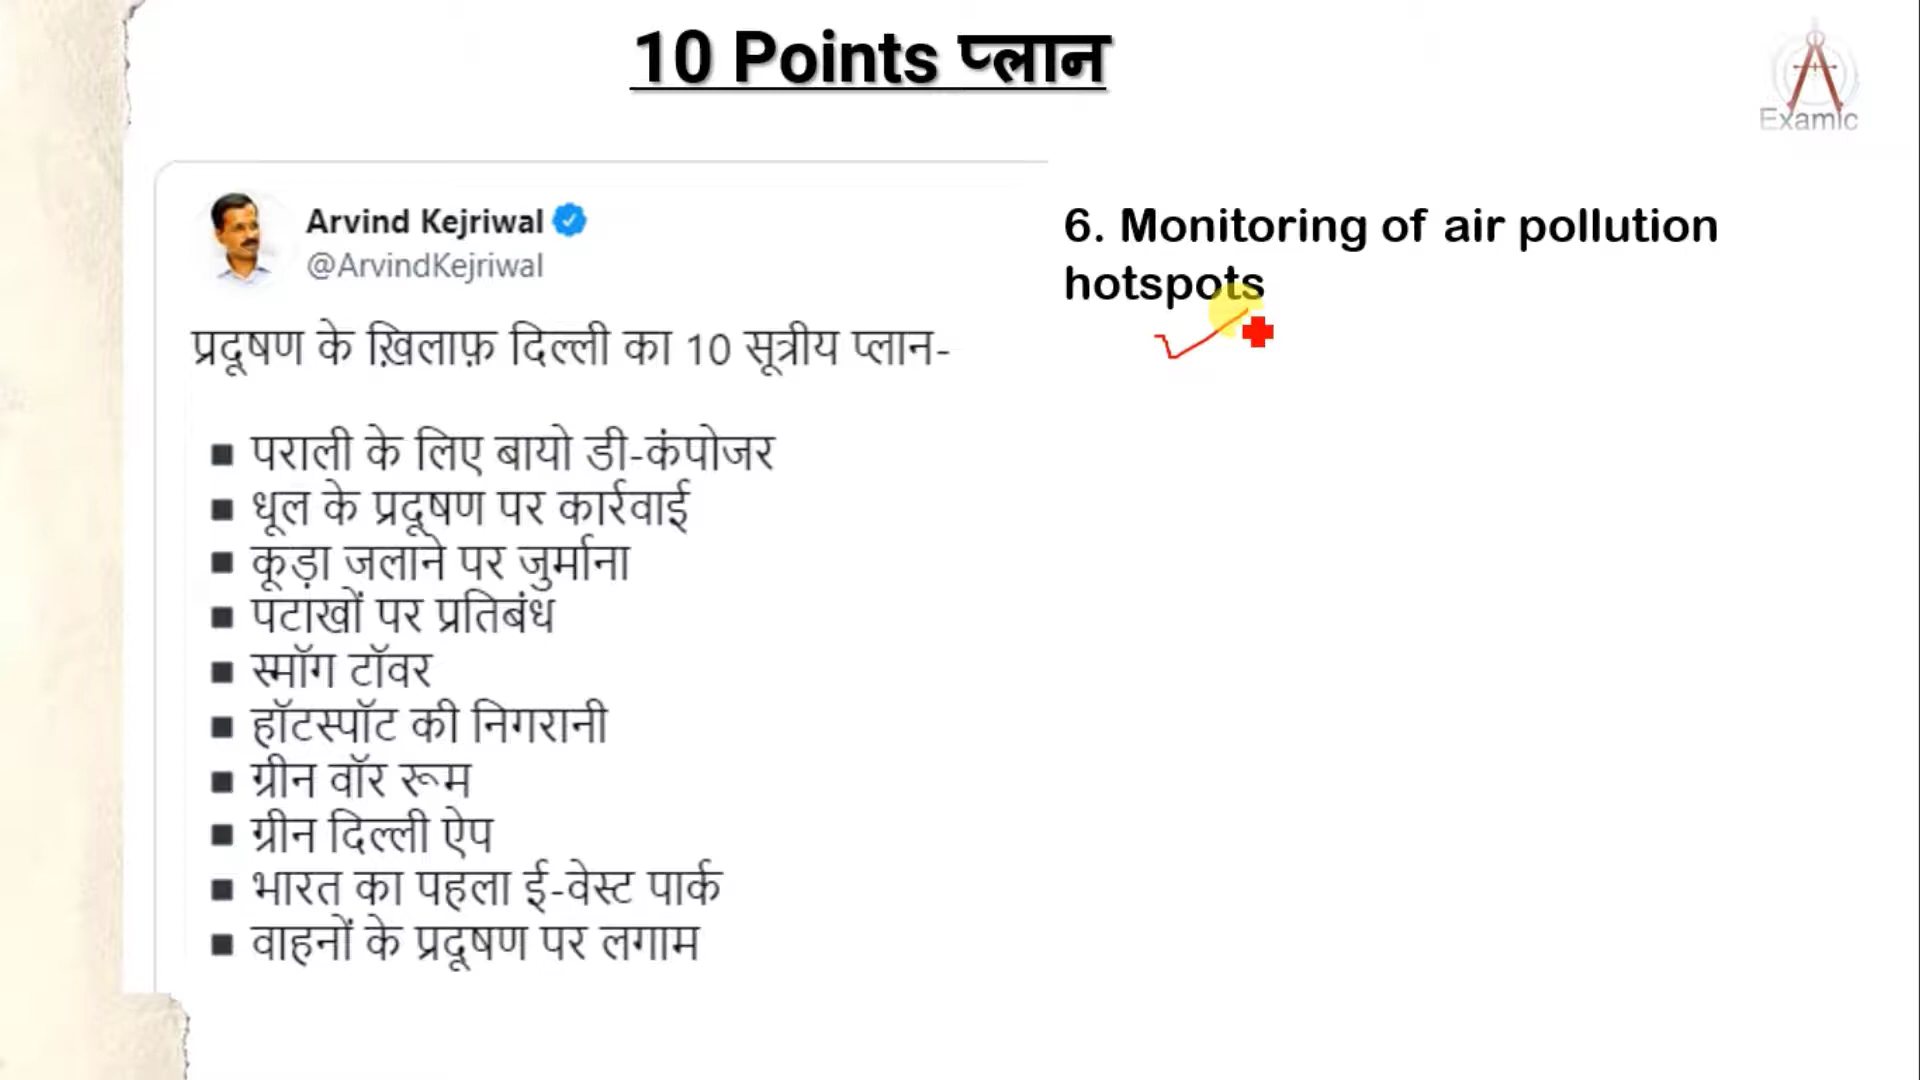 10 Points प्लान
Examic
Arvind Kejriwal
@ArvindKejriwal
प्रदूषण के ख़िलाफ़ दिल्ली का 10 सूत्रीय प्लान-
■ पराली के लिए बायो डी-कंपोजर
■ धूल के प्रदूषण पर कार्रवाई
■ कूड़ा जलाने पर जुर्माना
■ पटाखों पर प्रतिबंध
■ स्मॉग टॉवर
■ हॉटस्पॉट की निगरानी
■ ग्रीन वॉर रूम
■ ग्रीन दिल्ली ऐप
■ भारत का पहला ई-वेस्ट पार्क
■ वाहनों के प्रदूषण पर लगाम
6. Monitoring of air pollution
hotspots